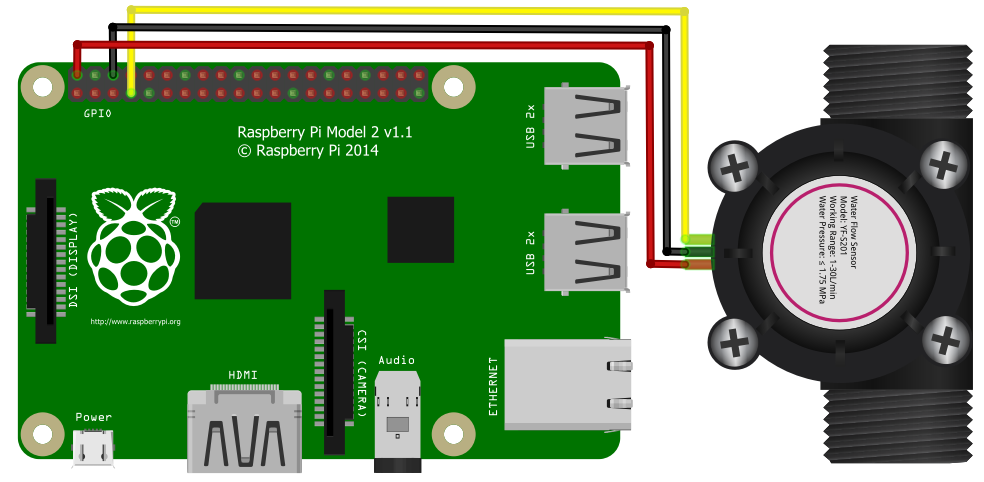 GPIO
Raspberry Pi Model 2 v1.1
© Raspberry Pi 2014
USB 2x
DSI (DISPLAY)
TM
Water Flow Sensor
Model: YF-S201
Working Range: 1-30L/min
Water Pressure: ≤ 1.75 MPa
USB 2x
http://www.raspberrypi.org
CSI (CAMERA)
Audio
ETHERNET
HDMI
Power